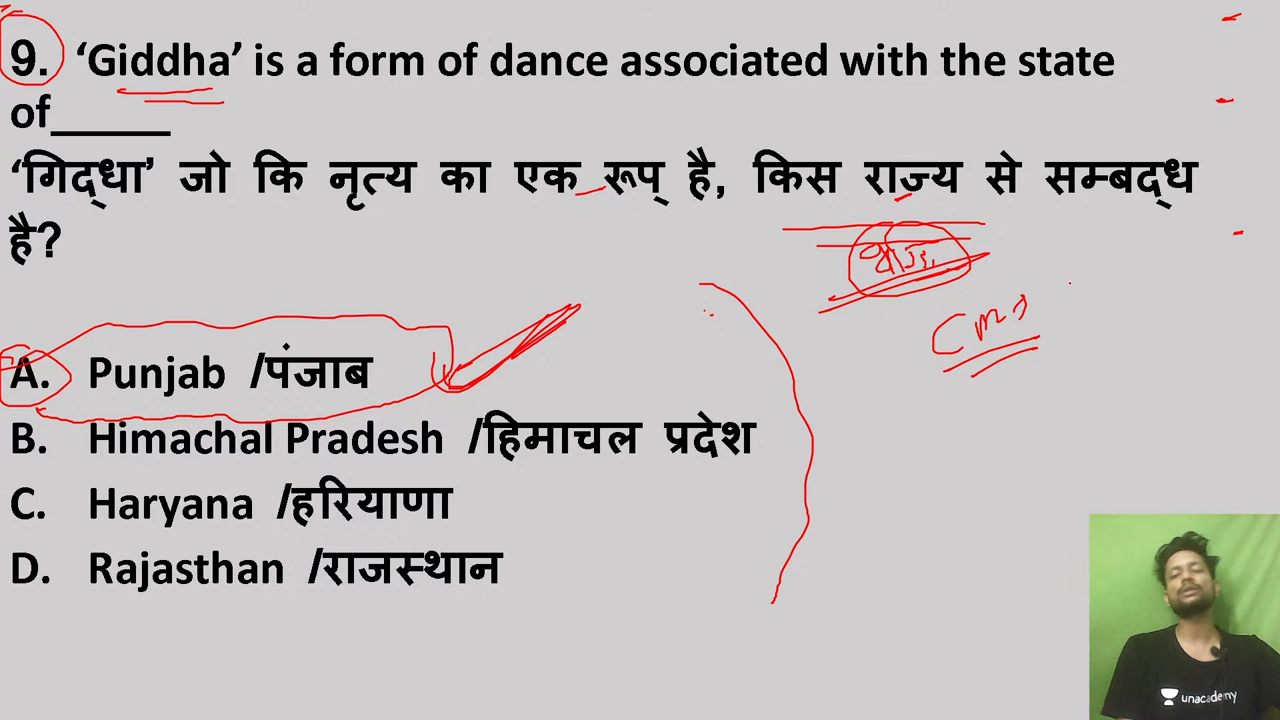 9. ‘Giddha’ is a form of dance associated with the state
of_____
‘गिद्धा’ जो कि नृत्य का एक रूप् है, किस राज्य से सम्बद्ध
है?
A. Punjab /पंजाब
B. Himachal Pradesh /हिमाचल प्रदेश
C. Haryana /हरियाणा
D. Rajasthan /राजस्थान
unacademy